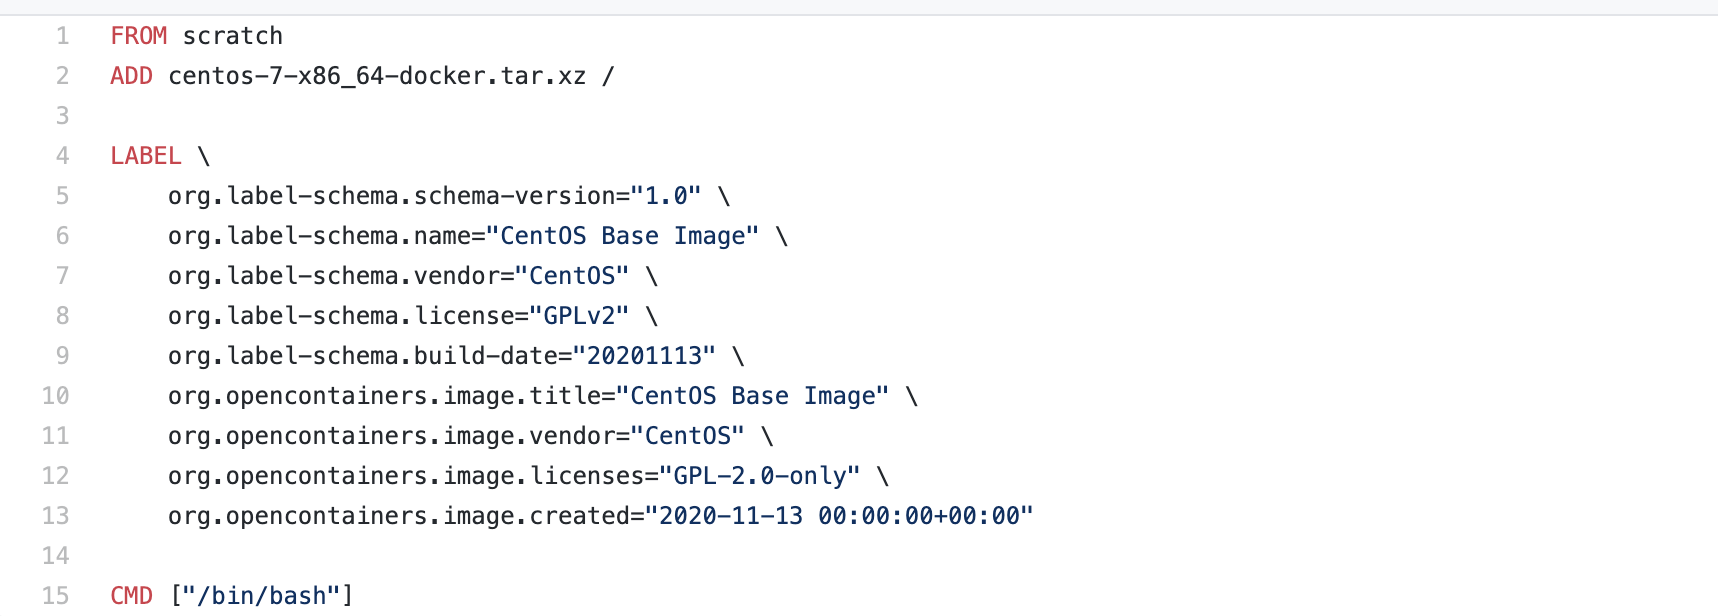 1 FROM scratch
2 ADD centos-7-x86_64-docker.tar.xz /
3
4 LABEL \
5     org.label-schema.schema-version="1.0" \
6     org.label-schema.name="CentOS Base Image" \
7     org.label-schema.vendor="CentOS" \
8     org.label-schema.license="GPLv2" \
9     org.label-schema.build-date="20201113" \
10     org.opencontainers.image.title="CentOS Base Image" \
11     org.opencontainers.image.vendor="CentOS" \
12     org.opencontainers.image.licenses="GPL-2.0-only" \
13     org.opencontainers.image.created="2020-11-13 00:00:00+00:00"
14
15 CMD ["/bin/bash"]